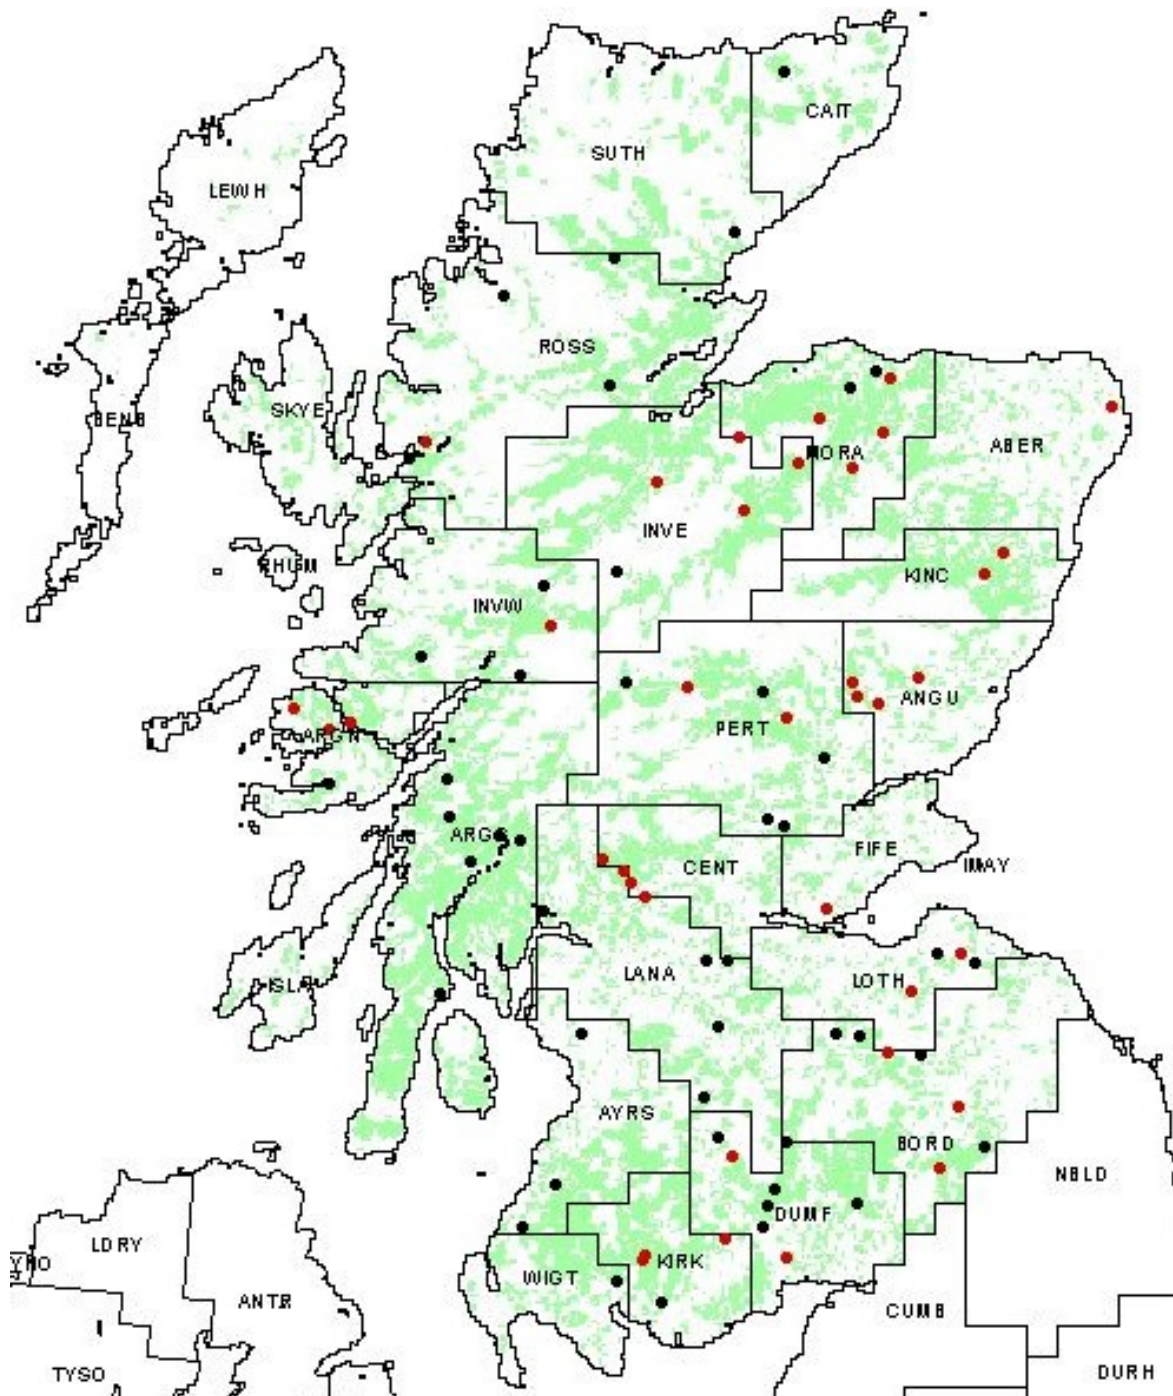 CAIT
SUTH
LEWH
ROSS
SKYE
BENB
MORA
ABER
INVE
RHUM
KINC
INVW
ANGU
PERT
ARGN
ARGS
FIFE
CENT
IMAY
LANA
LOTH
ISLA
AYRS
BORD
NBLD
DUMF
LDRY
KIRK
WIGT
ANTR
CUMB
TYSO
DURH